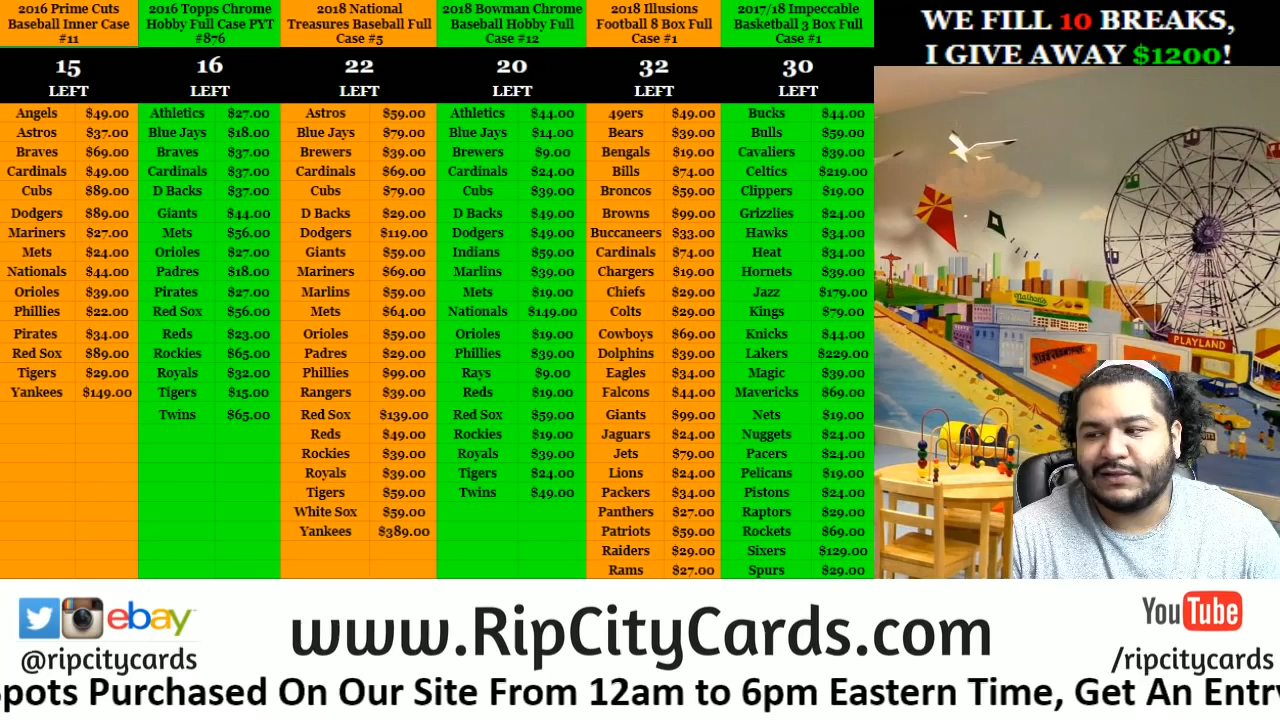 2016 Prime Cuts
Baseball Inner Case
#11
15
LEFT
Angels $49.00
Astros $37.00
Braves $69.00
Cardinals $49.00
Cubs $89.00
Dodgers $89.00
Mariners $27.00
Mets $24.00
Nationals $44.00
Orioles $39.00
Phillies $22.00
Pirates $34.00
Red Sox $89.00
Tigers $29.00
Yankees $149.00
2016 Topps Chrome
Hobby Full Case PYT
#876
16
LEFT
Athletics $27.00
Blue Jays $18.00
Braves $37.00
Cardinals $37.00
D Backs $37.00
Giants $44.00
Mets $56.00
Orioles $27.00
Padres $18.00
Pirates $27.00
Red Sox $56.00
Reds $23.00
Rockies $65.00
Royals $32.00
Tigers $15.00
Twins $65.00
2018 National
Treasures Baseball Full
Case #5
22
LEFT
Astros $59.00
Blue Jays $79.00
Brewers $39.00
Cardinals $69.00
Cubs $79.00
D Backs $29.00
Dodgers $119.00
Giants $59.00
Mariners $69.00
Marlins $59.00
Mets $64.00
Orioles $59.00
Padres $29.00
Phillies $99.00
Rangers $39.00
Red Sox $139.00
Reds $49.00
Rockies $39.00
Royals $39.00
Tigers $59.00
White Sox $59.00
Yankees $389.00
2018 Bowman Chrome
Baseball Hobby Full
Case #12
20
LEFT
Athletics $44.00
Blue Jays $14.00
Brewers $9.00
Cardinals $24.00
Cubs $39.00
D Backs $49.00
Dodgers $49.00
Indians $59.00
Marlins $39.00
Mets $19.00
Nationals $149.00
Orioles $19.00
Phillies $39.00
Rays $9.00
Reds $19.00
Red Sox $59.00
Rockies $19.00
Royals $39.00
Tigers $24.00
Twins $49.00
2018 Illusions
Football 8 Box Full
Case #1
32
LEFT
49ers $49.00
Bears $39.00
Bengals $19.00
Bills $74.00
Broncos $59.00
Browns $99.00
Buccaneers $33.00
Cardinals $74.00
Chargers $19.00
Chiefs $29.00
Colts $29.00
Cowboys $69.00
Dolphins $39.00
Eagles $34.00
Falcons $44.00
Giants $99.00
Jaguars $24.00
Jets $79.00
Lions $24.00
Packers $34.00
Panthers $27.00
Patriots $59.00
Raiders $29.00
Rams $27.00
2017/18 Impeccable
Basketball 3 Box Full
Case #1
30
LEFT
Bucks $44.00
Bulls $59.00
Cavaliers $39.00
Celtics $219.00
Clippers $19.00
Grizzlies $24.00
Hawks $34.00
Heat $34.00
Hornets $39.00
Jazz $179.00
Kings $79.00
Knicks $44.00
Lakers $229.00
Magic $39.00
Mavericks $69.00
Nets $19.00
Nuggets $24.00
Pacers $24.00
Pelicans $19.00
Pistons $24.00
Raptors $29.00
Rockets $69.00
Sixers $129.00
Spurs $29.00
WE FILL 10 BREAKS,
I GIVE AWAY $1200!
Nathan's
PLAYLAND
ebay
@ripcitycards
www.RipCityCards.com
YouTube
/ripcitycards
Spots Purchased On Our Site From 12am to 6pm Eastern Time, Get An Entry